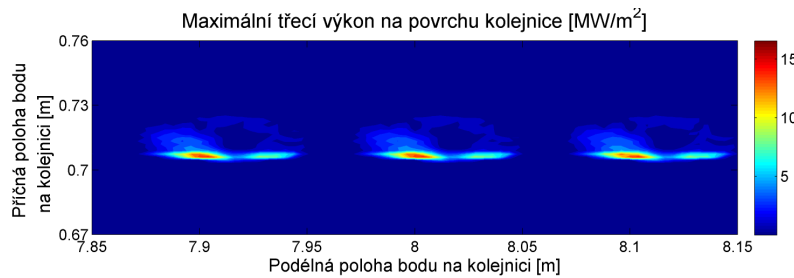 Maximální třecí výkon na povrchu kolejnice [MW/m²]
0.76
0.73
0.7
0.67
Příčná poloha bodu
na kolejnici [m]
7.85 7.9 7.95 8 8.05 8.1 8.15
Podélná poloha bodu na kolejnici [m]
15
10
5